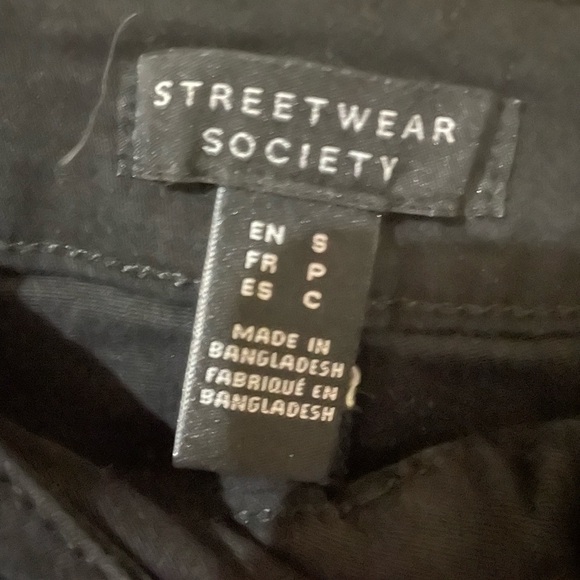 STREETWEAR
SOCIETY
EN S
FR P
ES C
MADE IN
BANGLADESH
FABRIQUÉ EN
BANGLADESH